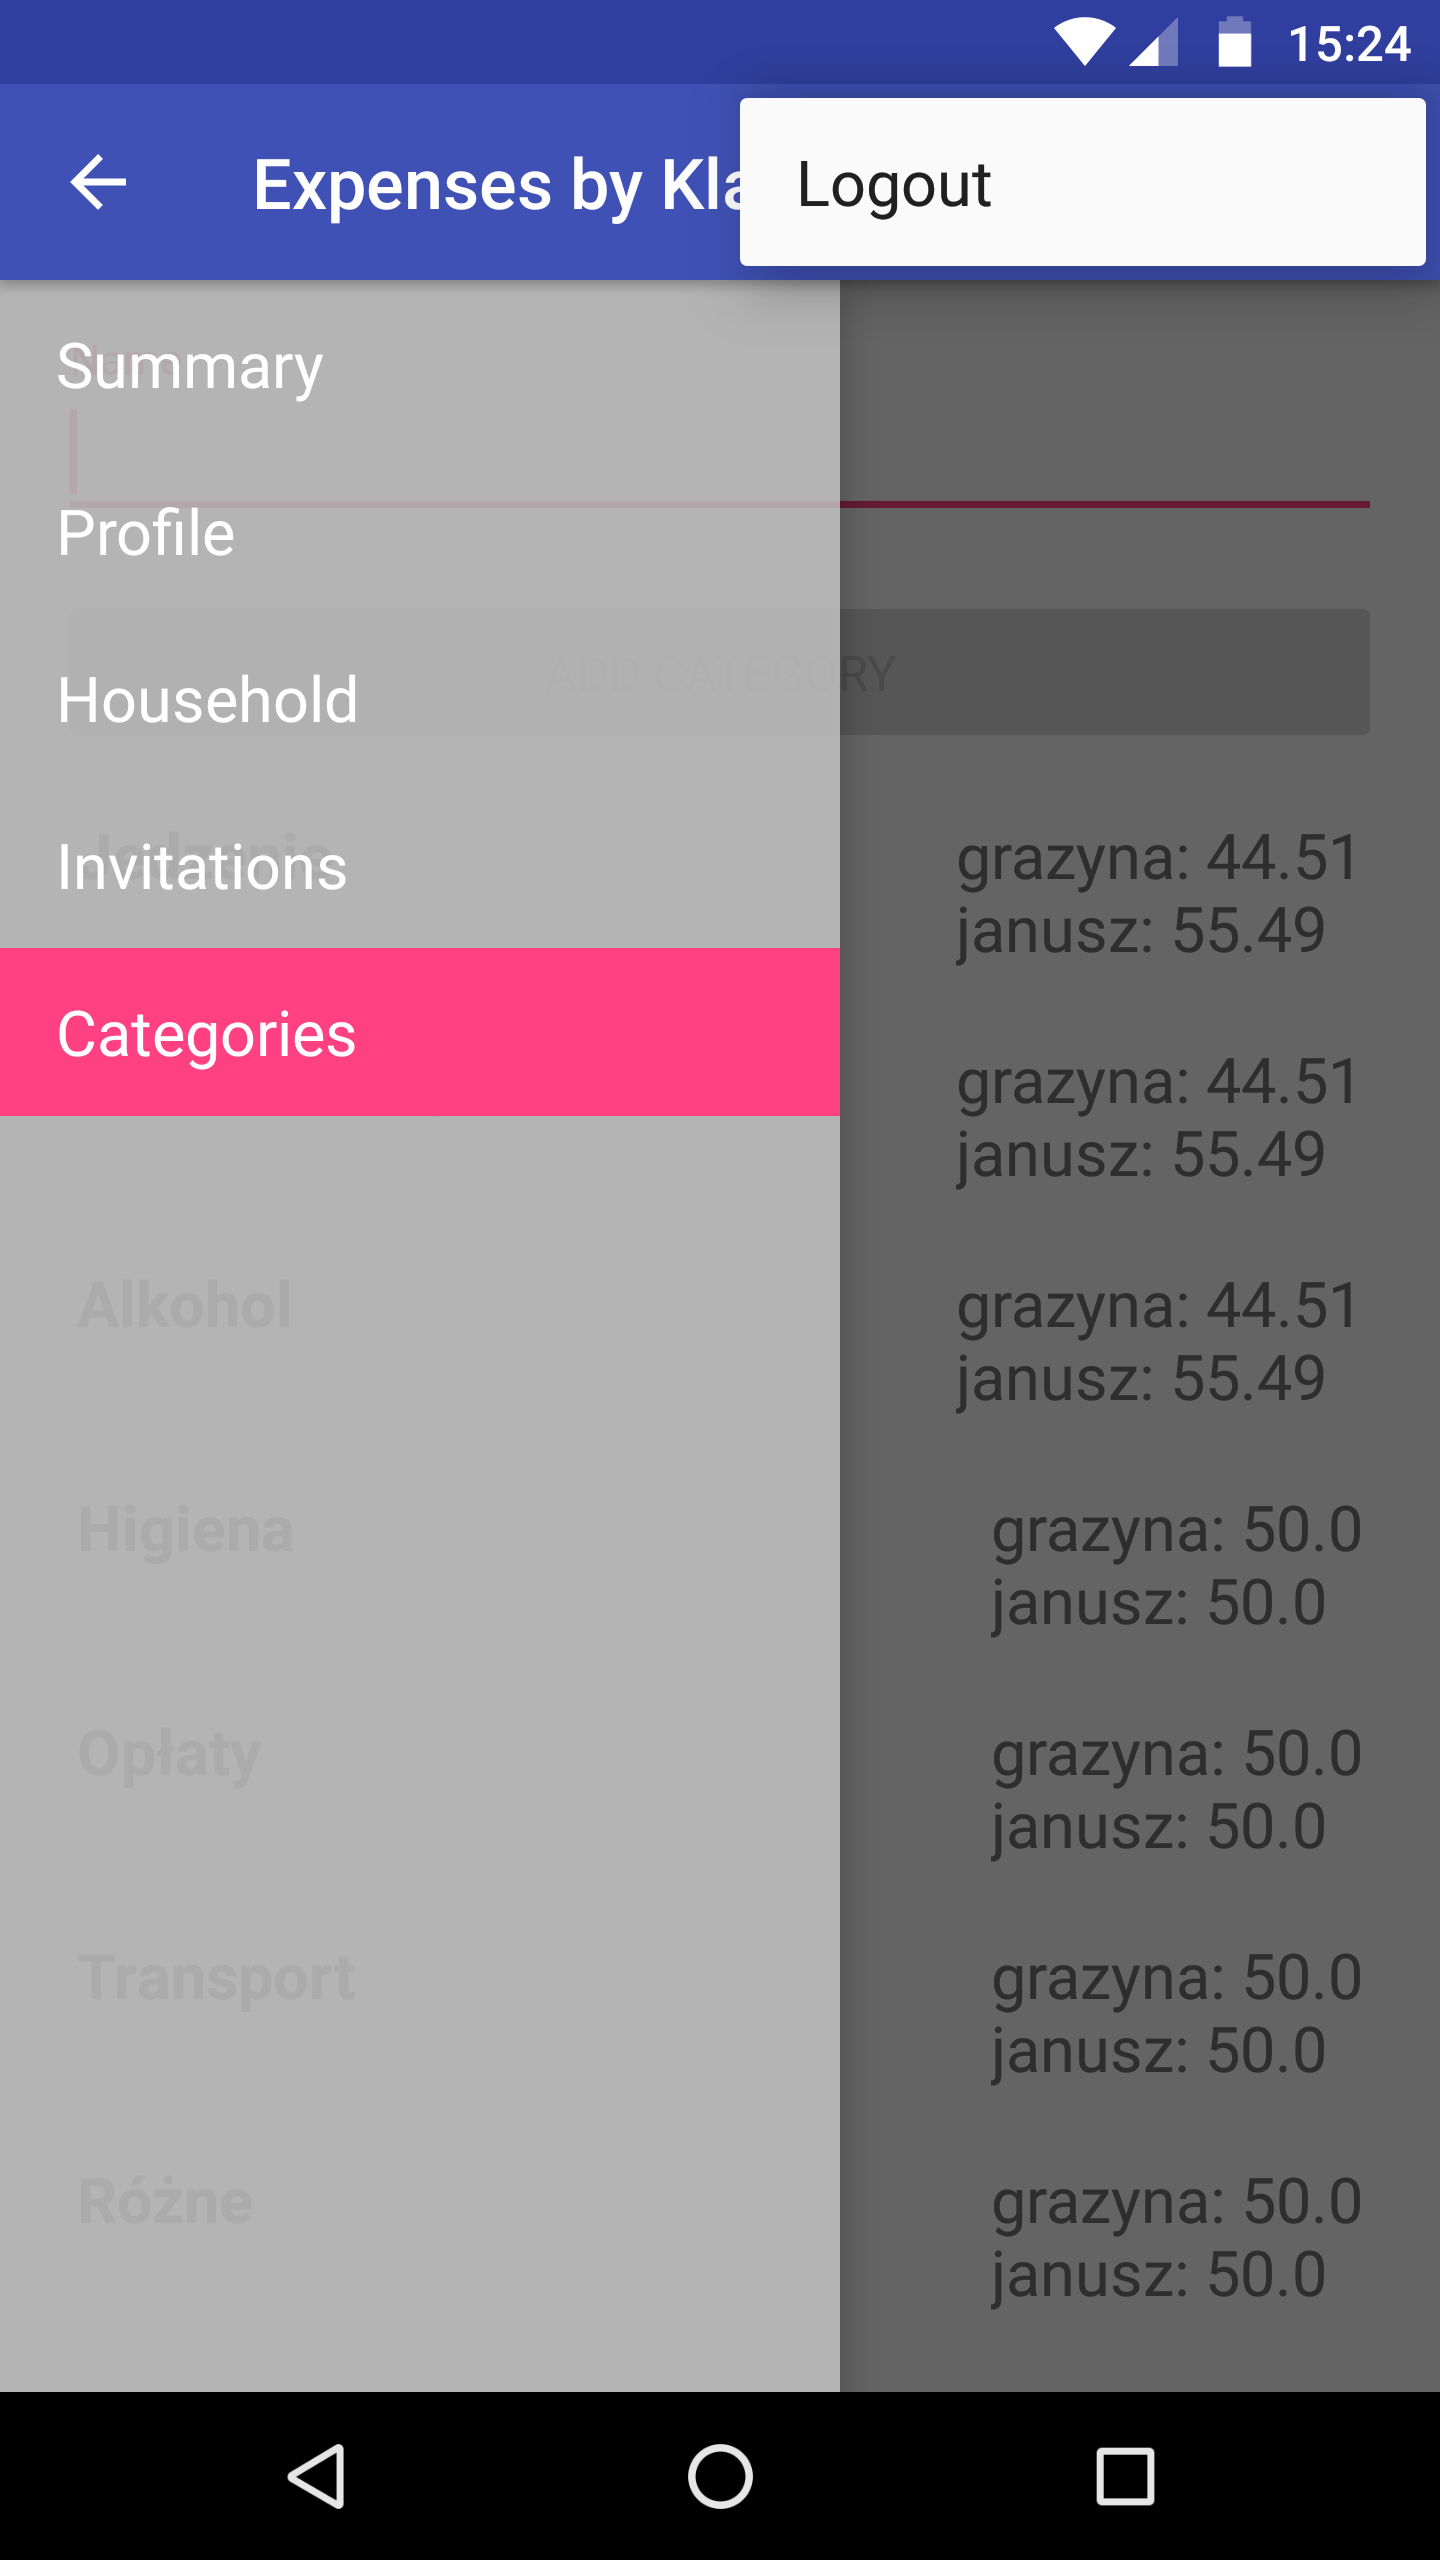 15:24
Expenses by Kla
Logout
Summary
Name
Profile
Household
ADD CATEGORY
Invitations
Jedzenie
grazyna: 44.51
janusz: 55.49
Categories
grazyna: 44.51
janusz: 55.49
Alkohol
grazyna: 44.51
janusz: 55.49
Higiena
grazyna: 50.0
janusz: 50.0
Opłaty
grazyna: 50.0
janusz: 50.0
Transport
grazyna: 50.0
janusz: 50.0
Różne
grazyna: 50.0
janusz: 50.0